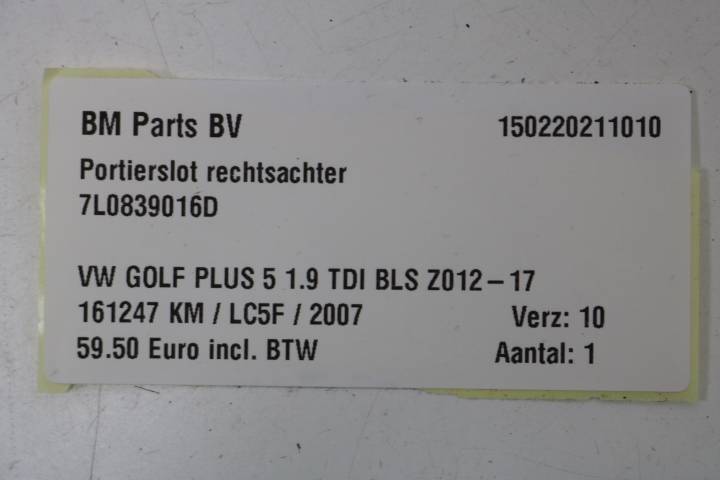 BM Parts BV 150220211010
Portierslot rechtsachter
7L0839016D
VW GOLF PLUS 5 1.9 TDI BLS Z012-17
161247 KM / LC5F / 2007 Verz: 10
59.50 Euro incl. BTW Aantal: 1